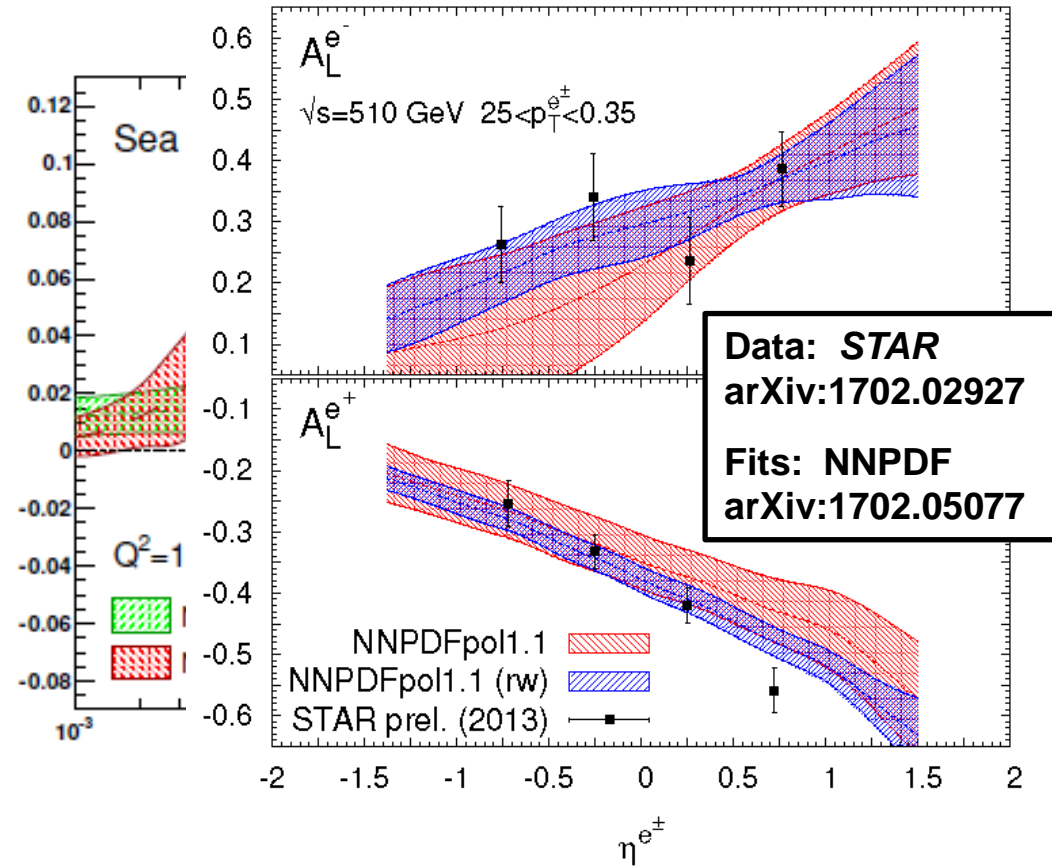 0.12
0.1
0.08
0.06
0.04
0.02
0
-0.02
-0.04
-0.06
-0.08
Sea
Q²=1
10⁻³
0.6
0.5
0.4
0.3
0.2
0.1
A_L^{e⁻}
√s=510 GeV 25<p_T^{e±}<0.35
-0.1
-0.2
-0.3
-0.4
-0.5
-0.6
A_L^{e⁺}
NNPDFpol1.1
NNPDFpol1.1 (rw)
STAR prel. (2013)
-2 -1.5 -1 -0.5 0 0.5 1 1.5 2
η^{e±}
Data: STAR
arXiv:1702.02927
Fits: NNPDF
arXiv:1702.05077